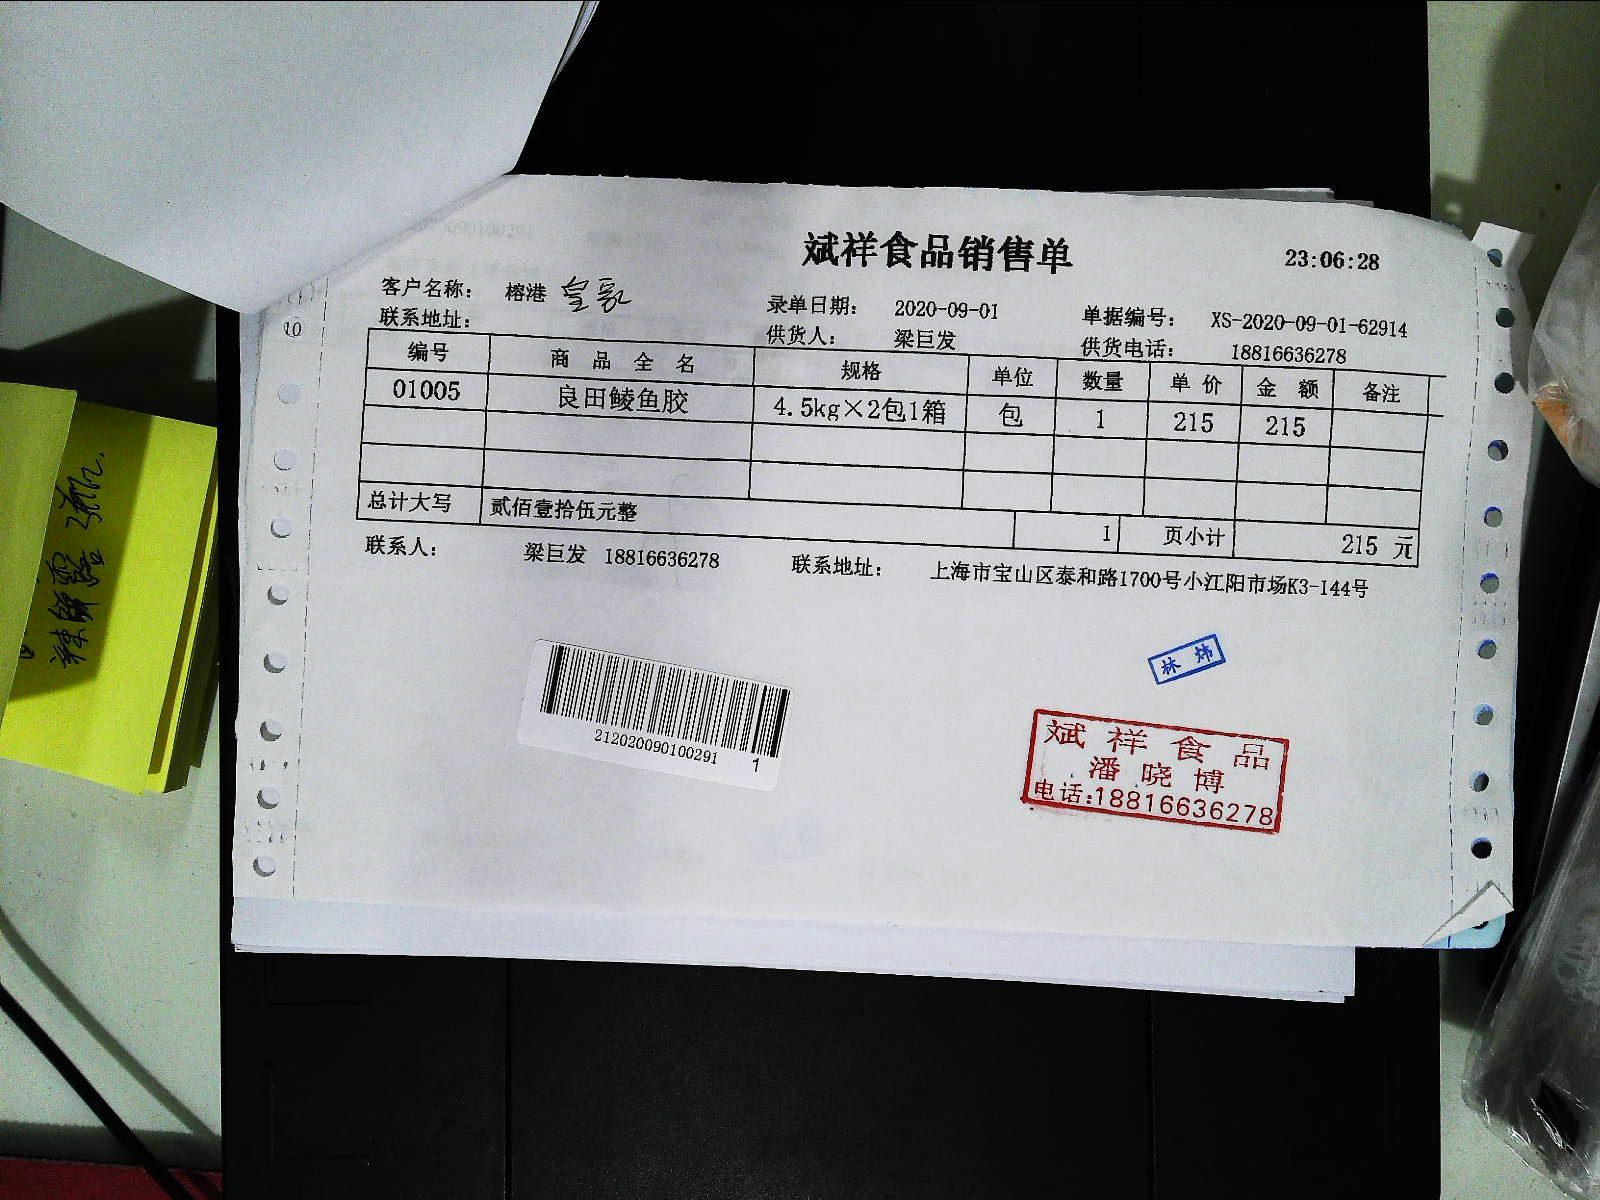 斌祥食品销售单
23:06:28
客户名称： 榕港
录单日期： 2020-09-01
单据编号： XS-2020-09-01-62914
联系地址：
供货人： 梁巨发
供货电话： 18816636278
10
编号 商品全名 规格 单位 数量 单价 金额 备注
01005 良田鲮鱼胶 4.5kg×2包1箱 包 1 215 215
总计大写 贰佰壹拾伍元整 1 页小计 215 元
联系人： 梁巨发 18816636278 联系地址： 上海市宝山区泰和路1700号小江阳市场K3-144号
林炜
212020090100291 1
斌祥食品
潘晓博
电话:18816636278